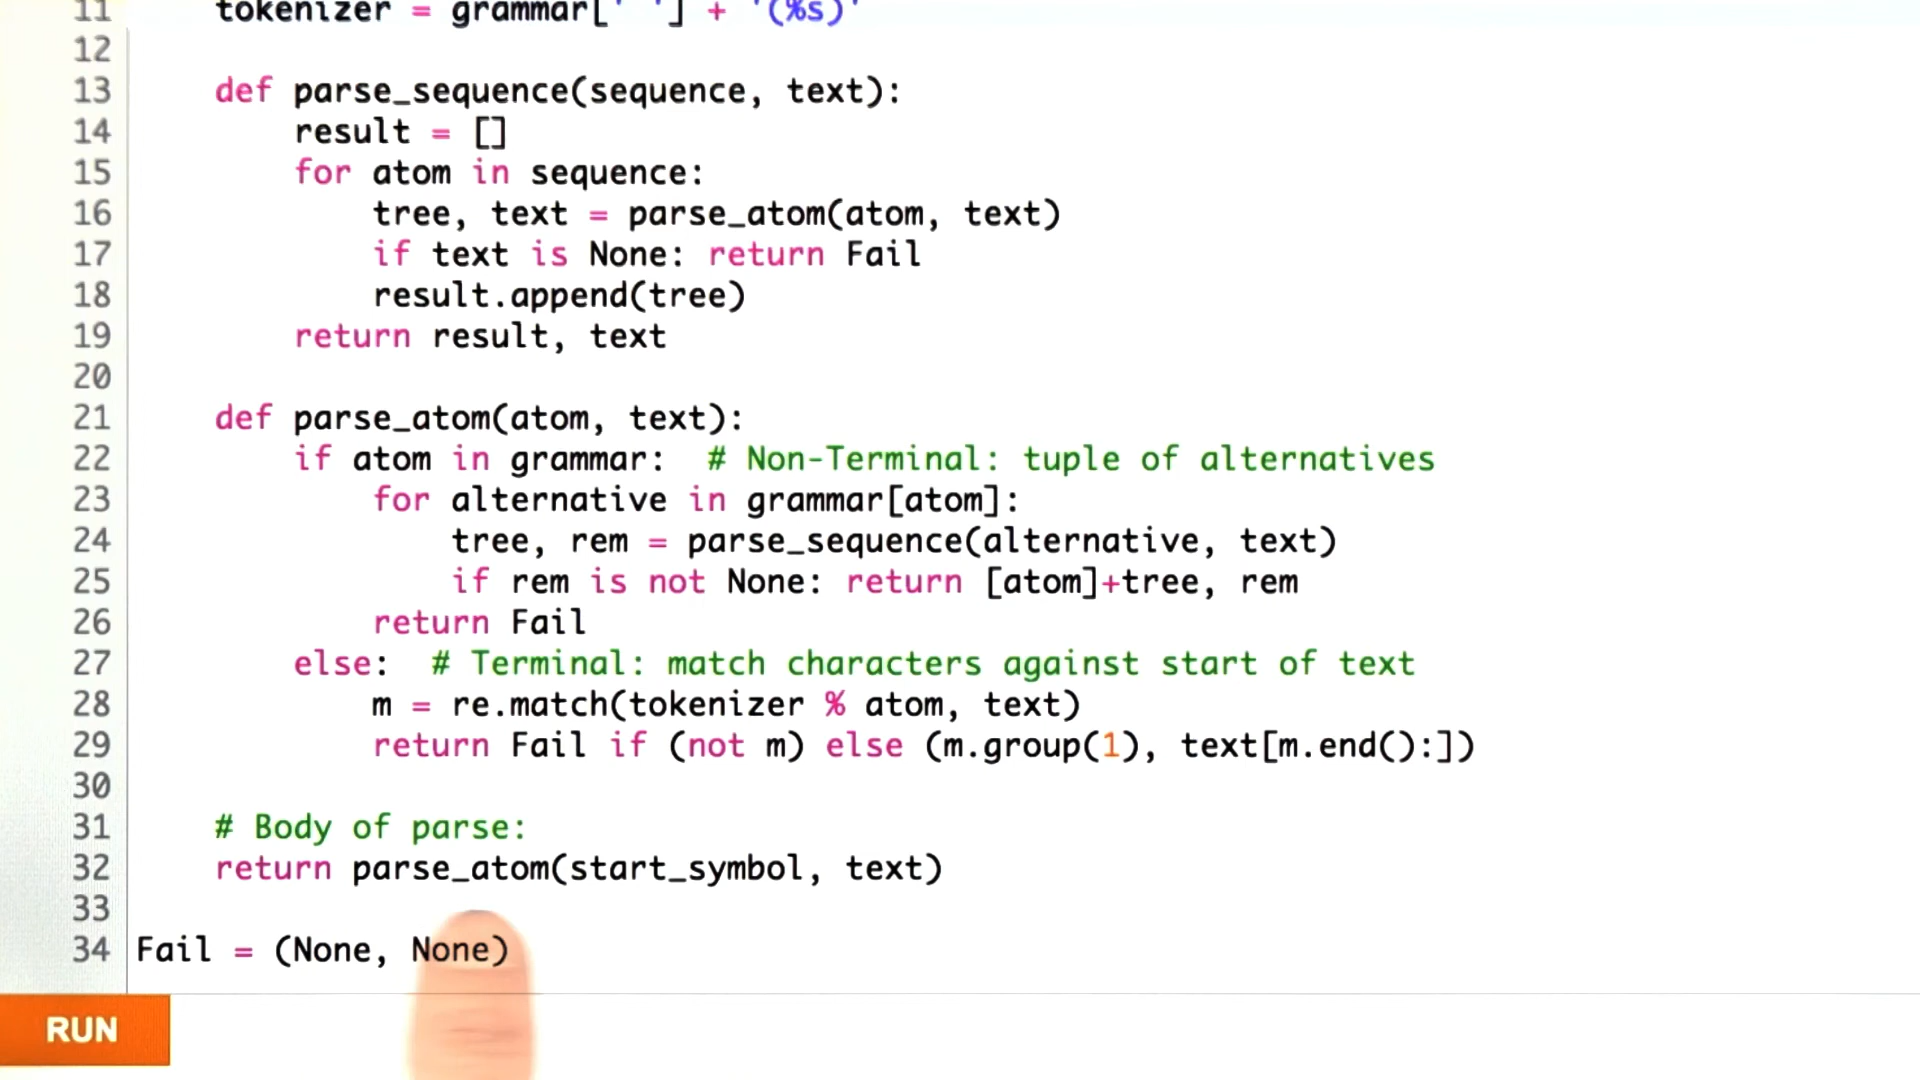 11 tokenizer = grammar[' '] + '(%s)'
12
13 def parse_sequence(sequence, text):
14 result = []
15 for atom in sequence:
16 tree, text = parse_atom(atom, text)
17 if text is None: return Fail
18 result.append(tree)
19 return result, text
20
21 def parse_atom(atom, text):
22 if atom in grammar:  # Non-Terminal: tuple of alternatives
23 for alternative in grammar[atom]:
24 tree, rem = parse_sequence(alternative, text)
25 if rem is not None: return [atom]+tree, rem
26 return Fail
27 else:  # Terminal: match characters against start of text
28 m = re.match(tokenizer % atom, text)
29 return Fail if (not m) else (m.group(1), text[m.end():])
30
31 # Body of parse:
32 return parse_atom(start_symbol, text)
33
34 Fail = (None, None)
RUN